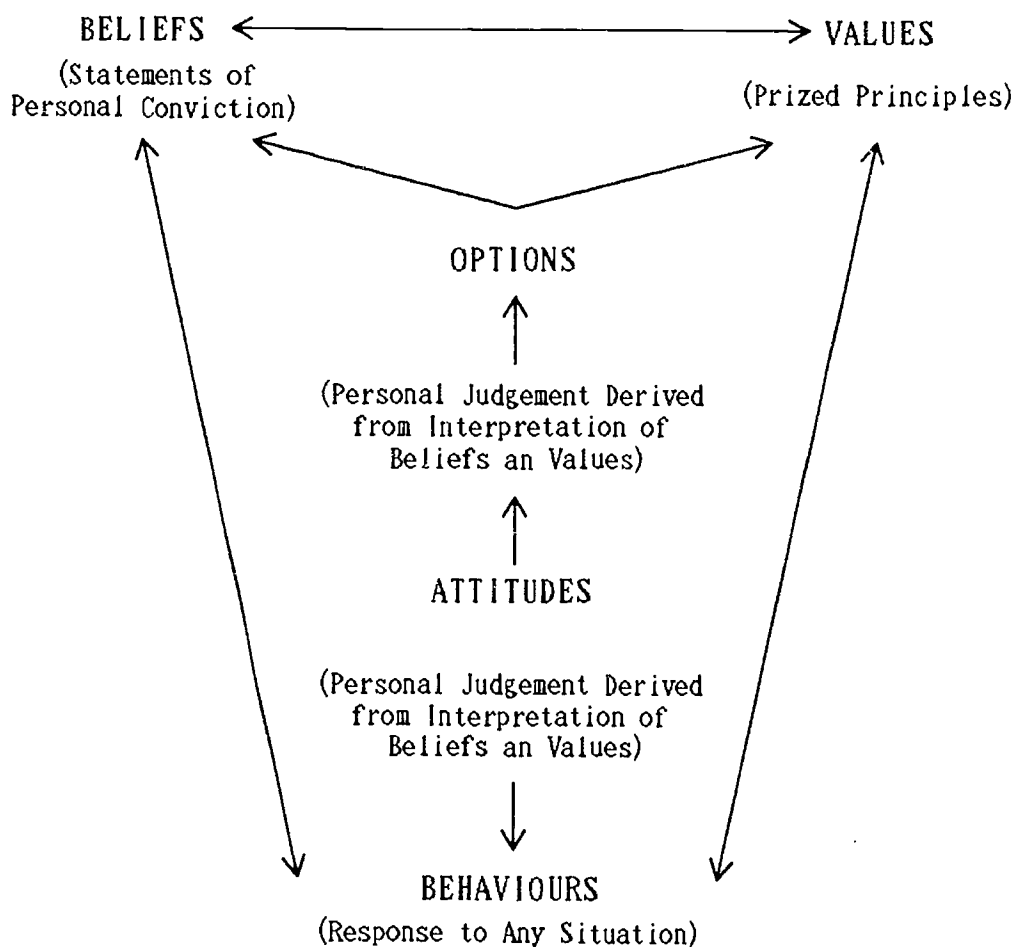 BELIEFS
VALUES
(Statements of
Personal Conviction)
(Prized Principles)
OPTIONS
(Personal Judgement Derived
from Interpretation of
Beliefs an Values)
ATTITUDES
(Personal Judgement Derived
from Interpretation of
Beliefs an Values)
BEHAVIOURS
(Response to Any Situation)